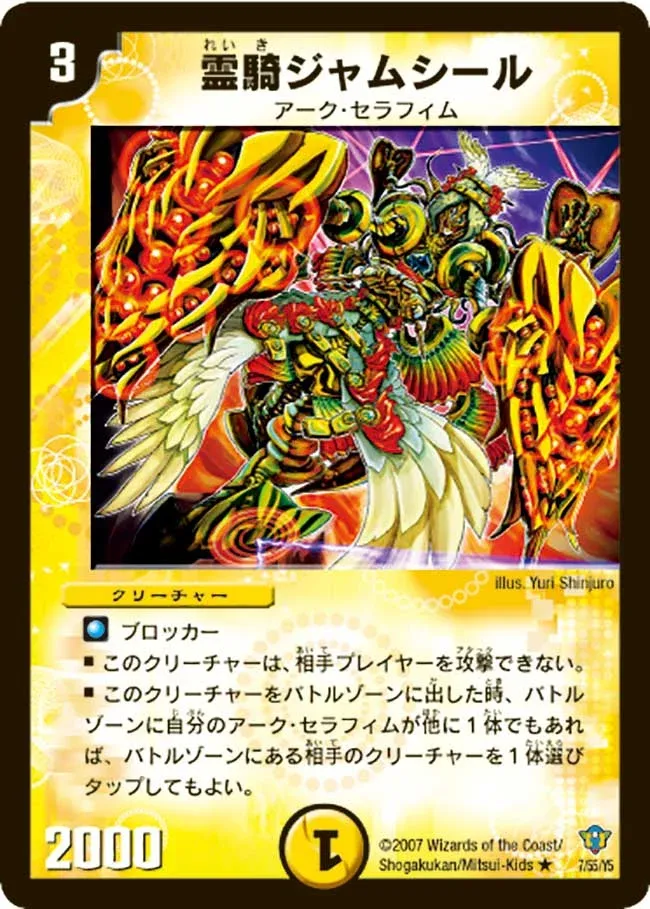 3
れいき
霊騎ジャムシール
アーク・セラフィム
illus. Yuri Shinjuro
クリーチャー
ブロッカー
■ このクリーチャーは、相手プレイヤーを攻撃できない。
■ このクリーチャーをバトルゾーンに出した時、バトル
ゾーンに自分のアーク・セラフィムが他に1体でもあれ
ば、バトルゾーンにある相手のクリーチャーを1体選び
タップしてもよい。
2000
1
©2007 Wizards of the Coast/
Shogakukan/Mitsui-Kids ★
7/55/Y5